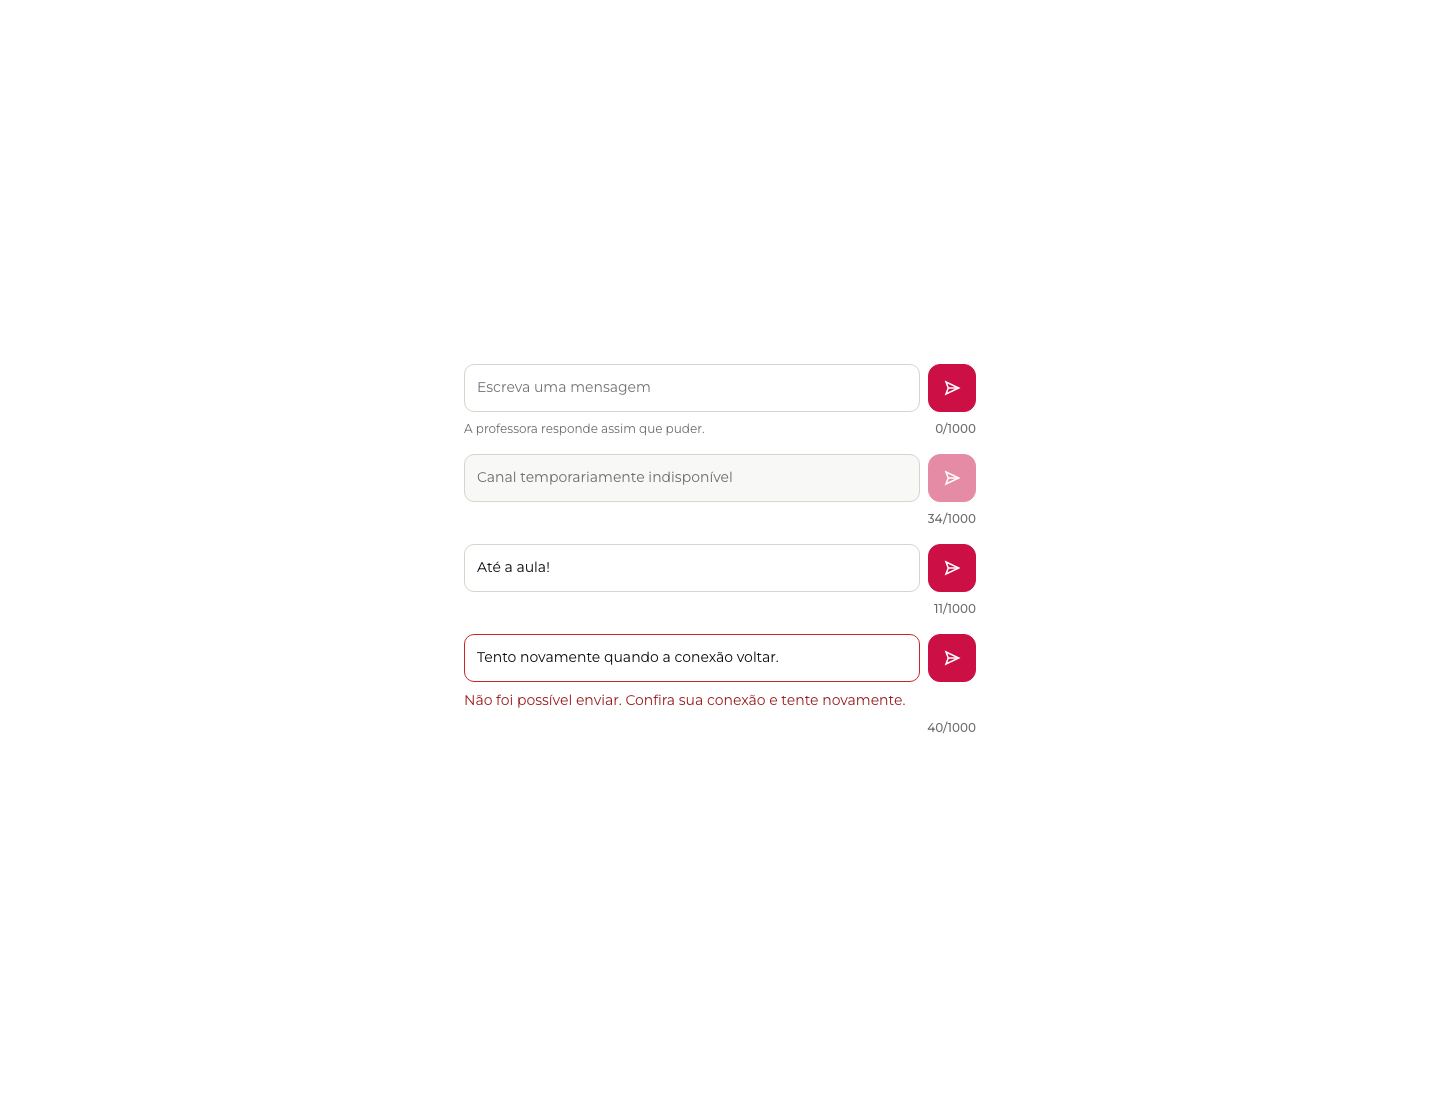 Escreva uma mensagem
A professora responde assim que puder.
0/1000
Canal temporariamente indisponível
34/1000
Até a aula!
11/1000
Tento novamente quando a conexão voltar.
Não foi possível enviar. Confira sua conexão e tente novamente.
40/1000